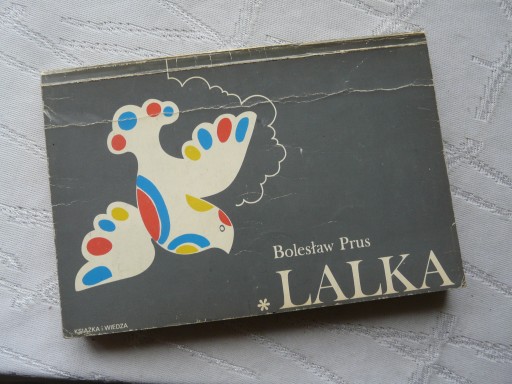 Bolesław Prus
* LALKA
KSIĄŻKA i WIEDZA